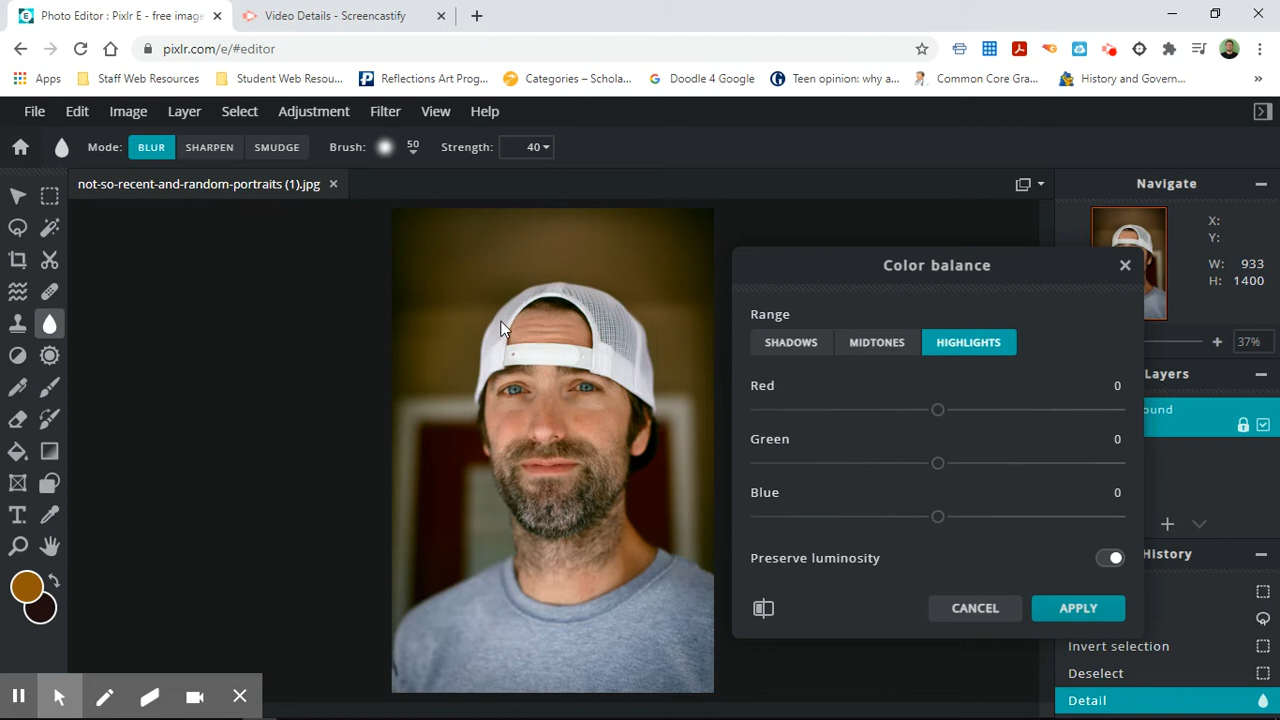 Photo Editor : Pixlr E - free image
Video Details - Screencastify
pixlr.com/e/#editor
Apps
Staff Web Resources
Student Web Resou...
Reflections Art Prog...
Categories – Schola...
Doodle 4 Google
Teen opinion: why a...
Common Core Gra...
History and Govern...
»
File Edit Image Layer Select Adjustment Filter View Help
Mode: BLUR SHARPEN SMUDGE Brush: 50 Strength: 40
not-so-recent-and-random-portraits (1).jpg
Navigate
X:
Y:
W: 933
H: 1400
37%
Color balance
Range
SHADOWS MIDTONES HIGHLIGHTS
Red 0
Green 0
Blue 0
Preserve luminosity
CANCEL APPLY
Layers
ound
History
Invert selection
Deselect
Detail